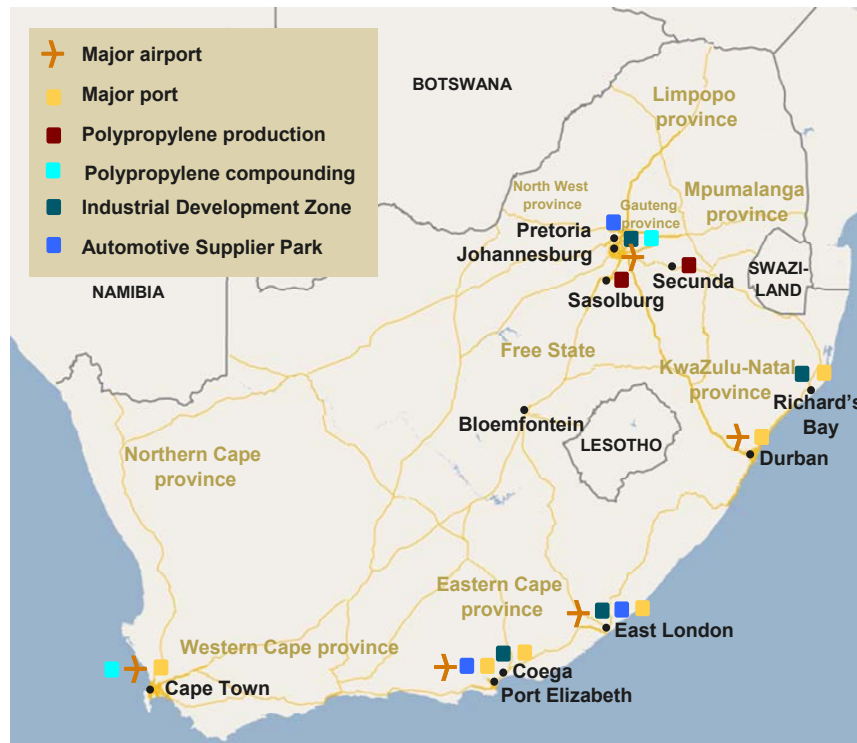 Major airport
Major port
Polypropylene production
Polypropylene compounding
Industrial Development Zone
Automotive Supplier Park
BOTSWANA
NAMIBIA
Limpopo
province
North West
province
Gauteng
province
Mpumalanga
province
Pretoria
Johannesburg
Secunda
Sasolburg
SWAZI-
LAND
Free State
KwaZulu-Natal
province
Richard's
Bay
Bloemfontein
LESOTHO
Durban
Northern Cape
province
Eastern Cape
province
East London
Western Cape province
Coega
Cape Town
Port Elizabeth